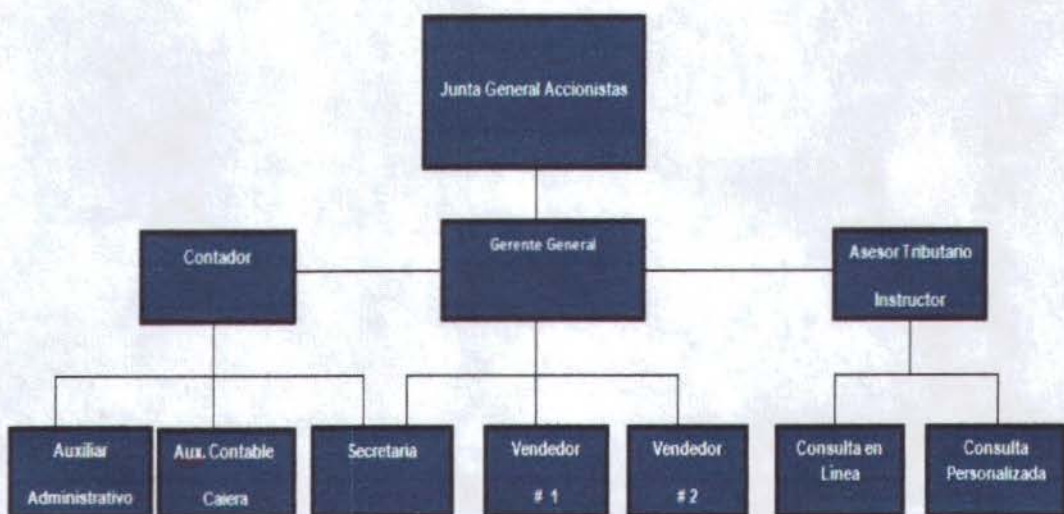 Junta General Accionistas
Gerente General
Contador
Asesor Tributario
Instructor
Auxiliar
Administrativo
Aux. Contable
Cajera
Secretaria
Vendedor
# 1
Vendedor
# 2
Consulta en
Linea
Consulta
Personalizada